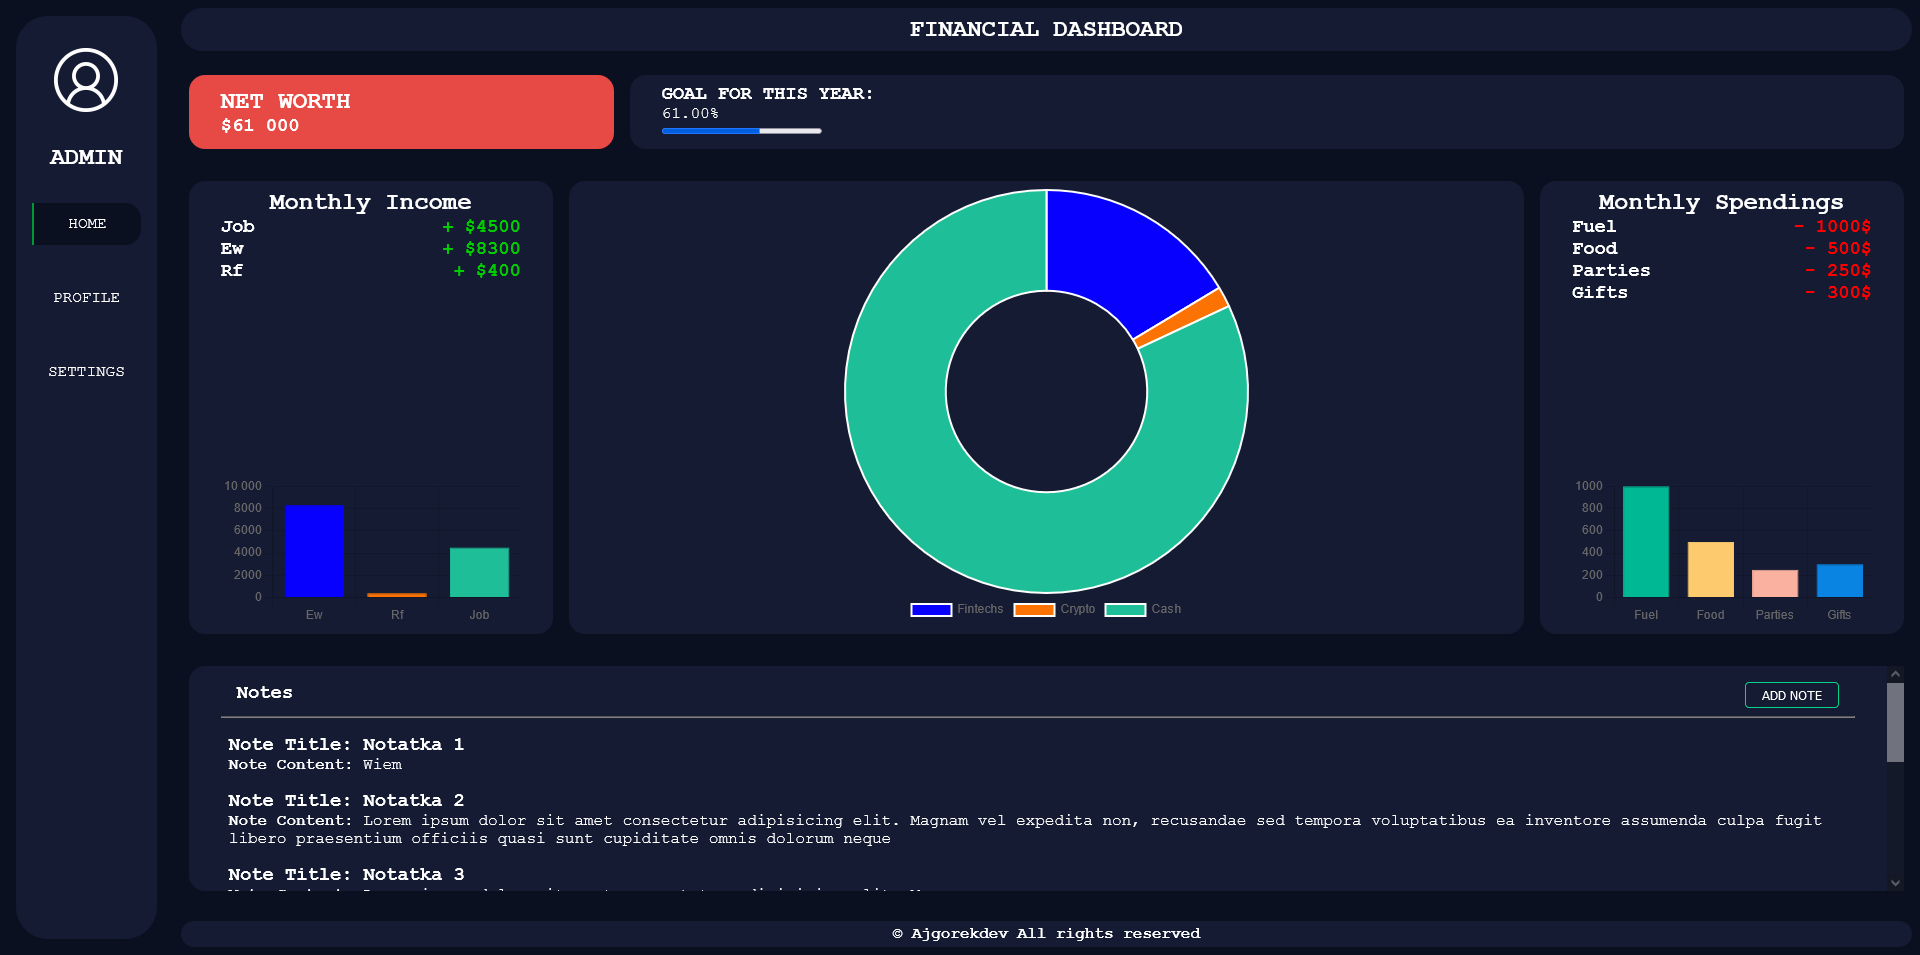 FINANCIAL DASHBOARD
ADMIN
HOME
PROFILE
SETTINGS
NET WORTH
$61 000
GOAL FOR THIS YEAR:
61.00%
Monthly Income
Job + $4500
Ew + $8300
Rf + $400
10 000
8000
6000
4000
2000
0
Ew Rf Job
Fintechs Crypto Cash
Monthly Spendings
Fuel - 1000$
Food - 500$
Parties - 250$
Gifts - 300$
1000
800
600
400
200
0
Fuel Food Parties Gifts
Notes
ADD NOTE
Note Title: Notatka 1
Note Content: Wiem
Note Title: Notatka 2
Note Content: Lorem ipsum dolor sit amet consectetur adipisicing elit. Magnam vel expedita non, recusandae sed tempora voluptatibus ea inventore assumenda culpa fugit
libero praesentium officiis quasi sunt cupiditate omnis dolorum neque
Note Title: Notatka 3
© Ajgorekdev All rights reserved